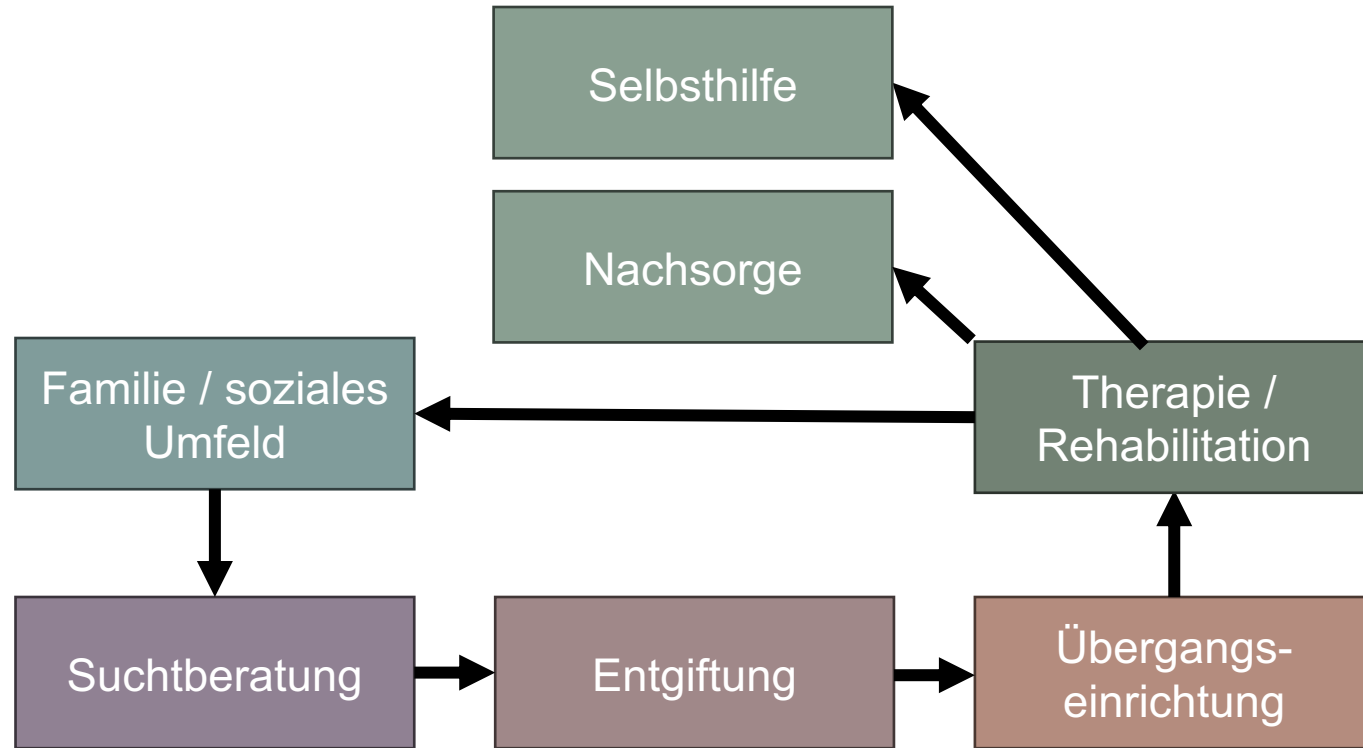 Selbsthilfe
Nachsorge
Familie / soziales
Umfeld
Therapie /
Rehabilitation
Suchtberatung
Entgiftung
Übergangs-
einrichtung